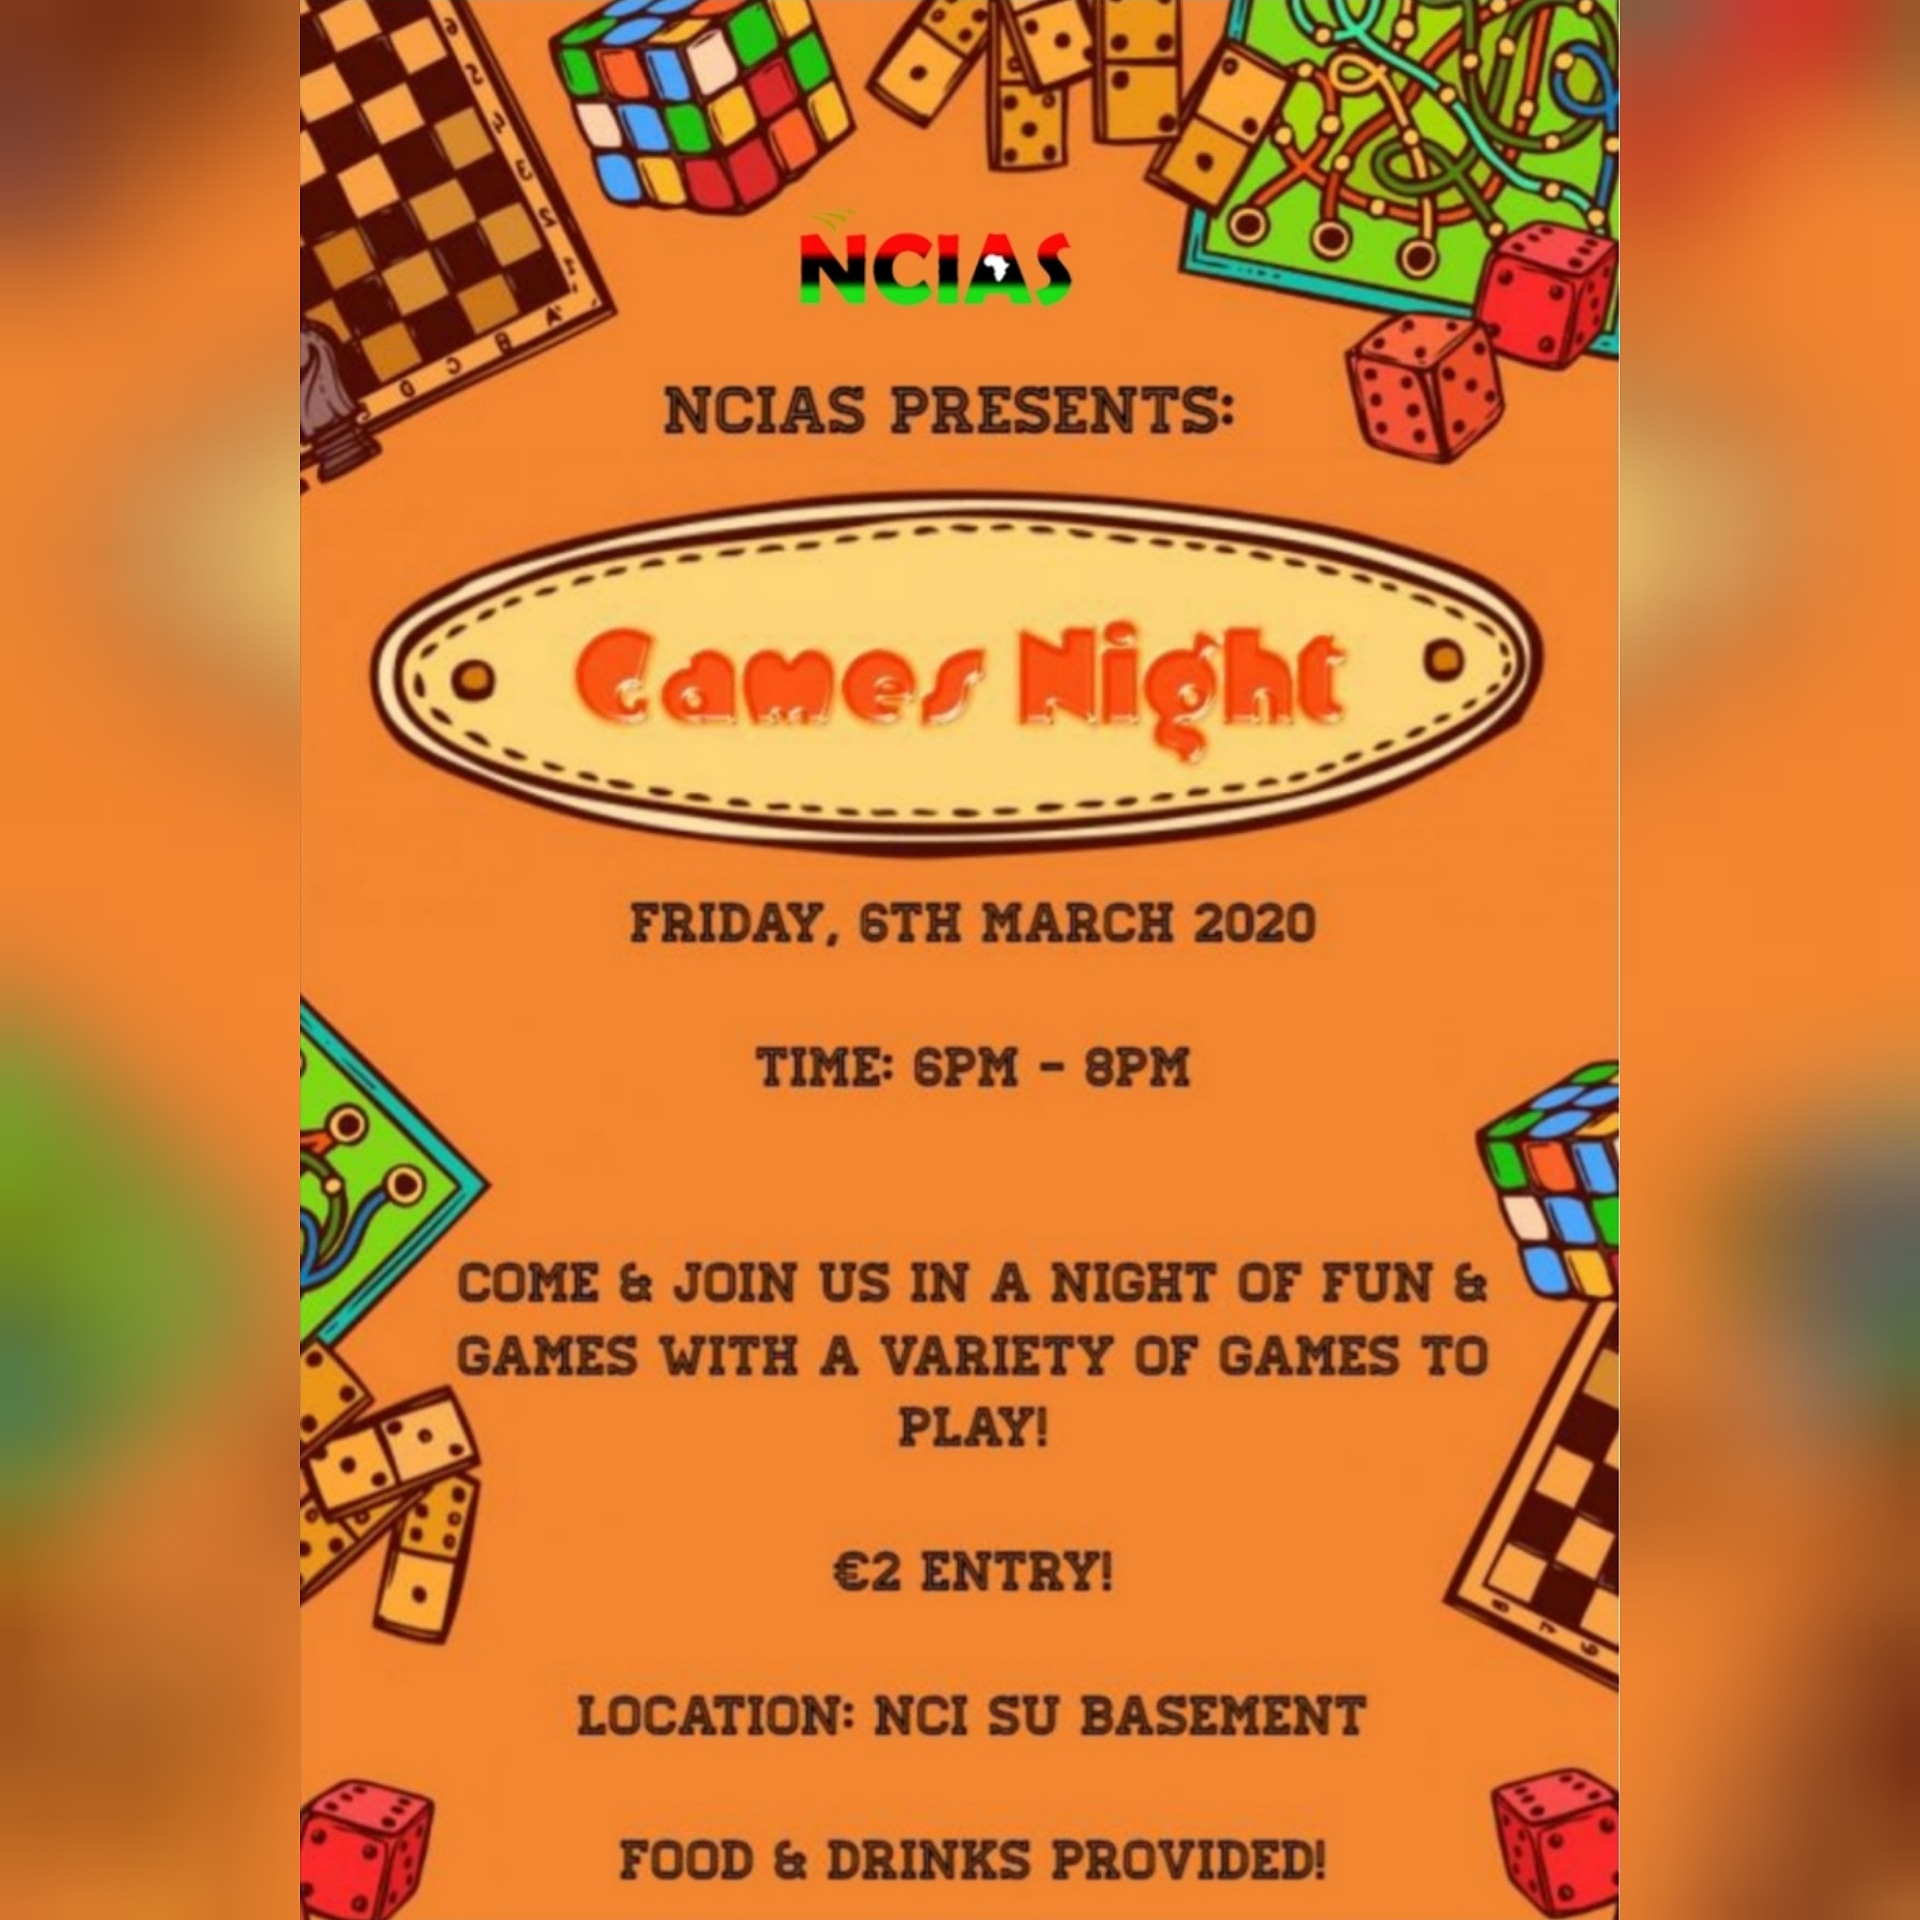 NCIAS
NCIAS PRESENTS:
Games Night
FRIDAY, 6TH MARCH 2020
TIME: 6PM - 8PM
COME & JOIN US IN A NIGHT OF FUN &
GAMES WITH A VARIETY OF GAMES TO
PLAY!
€2 ENTRY!
LOCATION: NCI SU BASEMENT
FOOD & DRINKS PROVIDED!